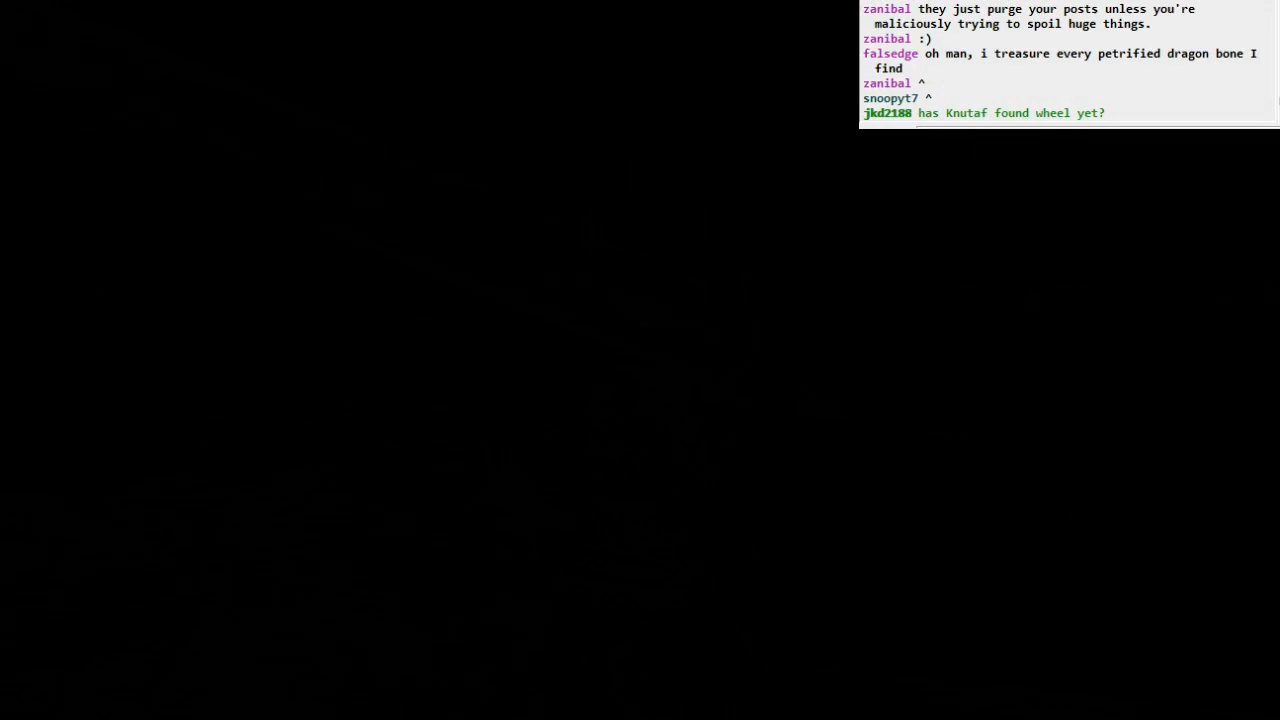 zanibal they just purge your posts unless you're
maliciously trying to spoil huge things.
zanibal :)
falsedge oh man, i treasure every petrified dragon bone I
find
zanibal ^
snoopyt7 ^
jkd2188 has Knutaf found wheel yet?